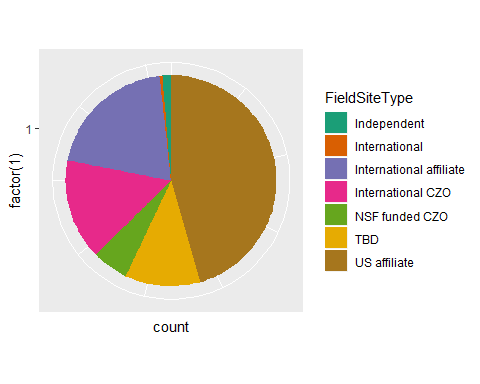 FieldSiteType
Independent
International
International affiliate
International CZO
NSF funded CZO
TBD
US affiliate
1
factor(1)
count